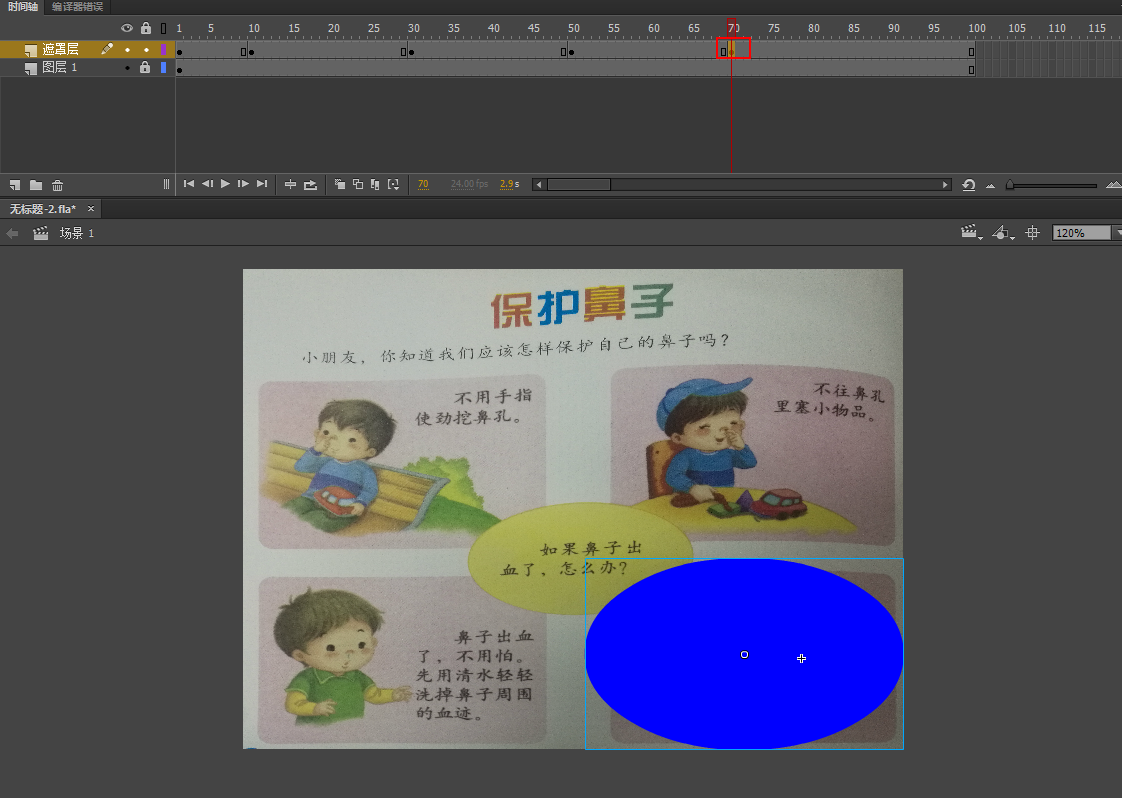 时间轴 编译器错误
1 5 10 15 20 25 30 35 40 45 50 55 60 65 70 75 80 85 90 95 100 105 110 115
遮罩层
图层 1
70 24.00 fps 2.9 s
无标题-2.fla* ×
场景 1
120%
保护鼻子
小朋友，你知道我们应该怎样保护自己的鼻子吗？
不用手指
使劲挖鼻孔。
不往鼻孔
里塞小物品。
如果鼻子出
血了，怎么办？
鼻子出血
了，不用怕。
先用清水轻轻
洗掉鼻子周围
的血迹。